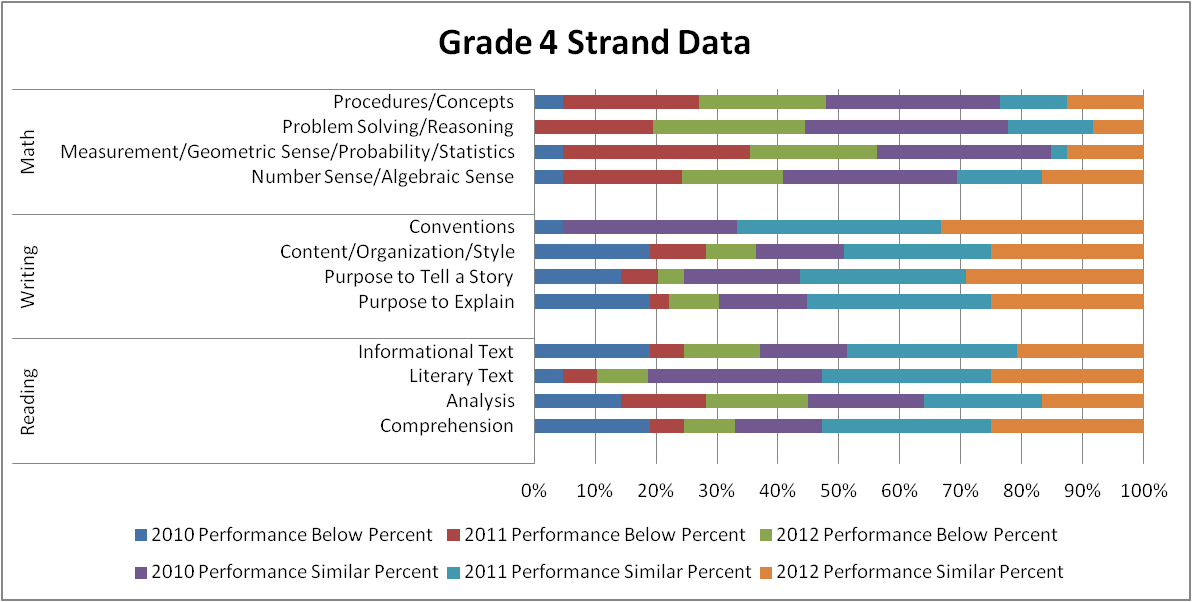 Grade 4 Strand Data
Math
Procedures/Concepts
Problem Solving/Reasoning
Measurement/Geometric Sense/Probability/Statistics
Number Sense/Algebraic Sense
Writing
Conventions
Content/Organization/Style
Purpose to Tell a Story
Purpose to Explain
Reading
Informational Text
Literary Text
Analysis
Comprehension
0% 10% 20% 30% 40% 50% 60% 70% 80% 90% 100%
2010 Performance Below Percent 2011 Performance Below Percent 2012 Performance Below Percent
2010 Performance Similar Percent 2011 Performance Similar Percent 2012 Performance Similar Percent